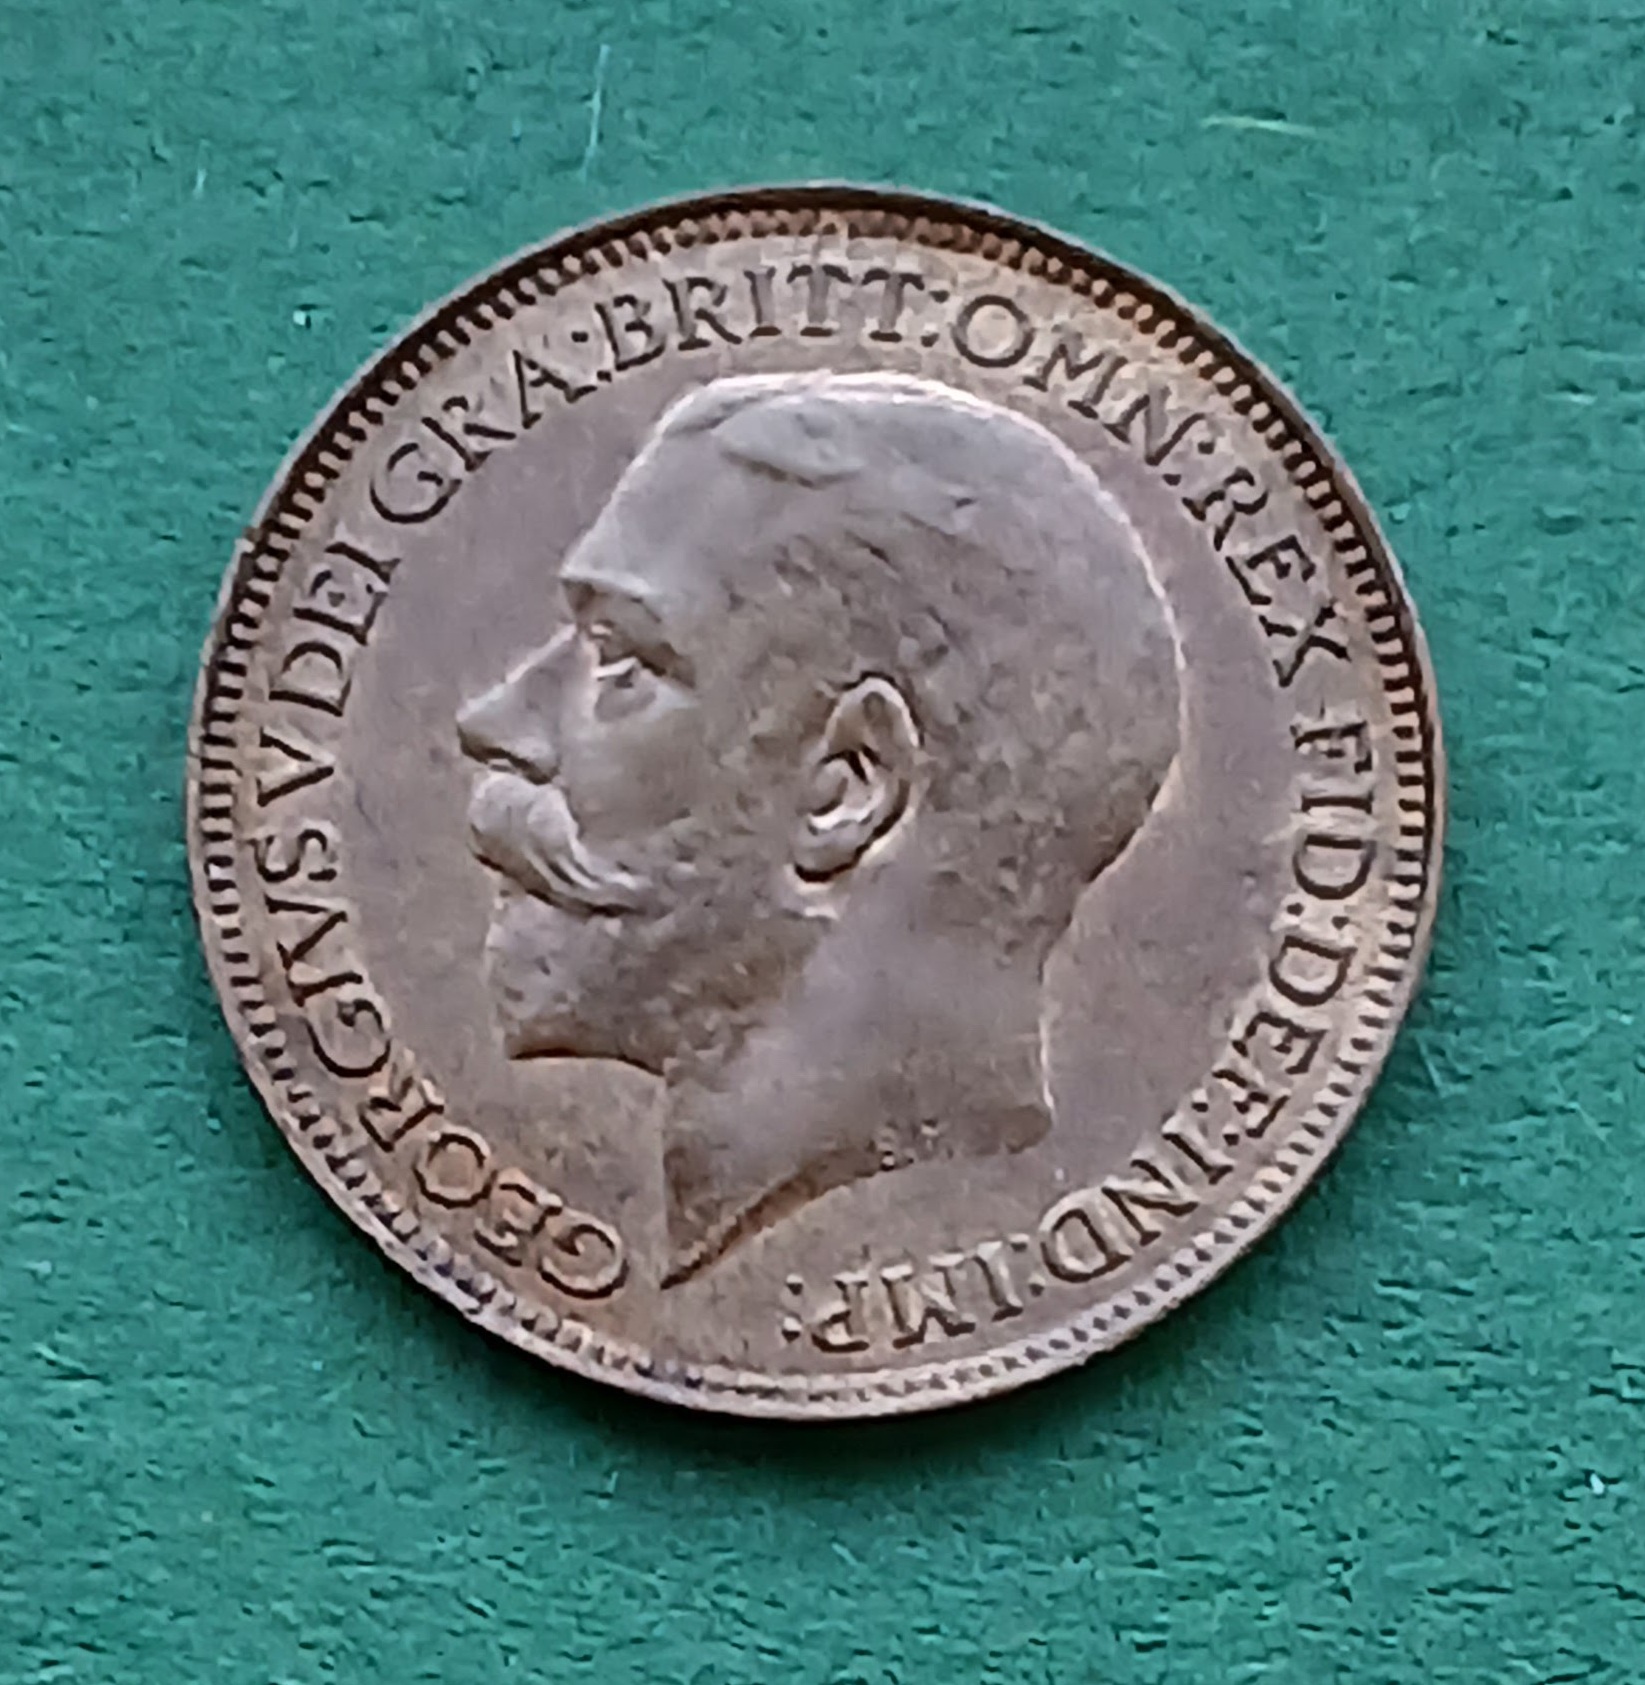 GEORGIVS V DEI GRA:BRITT:OMN:REX FID:DEF:IND:IMP: